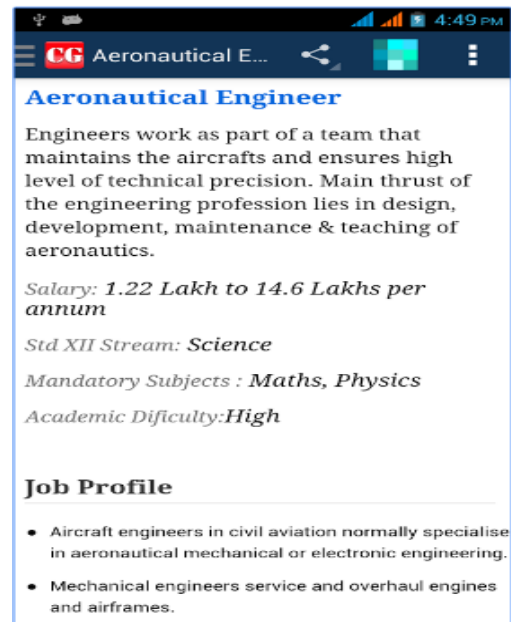 4:49 PM
CG Aeronautical E...
Aeronautical Engineer
Engineers work as part of a team that
maintains the aircrafts and ensures high
level of technical precision. Main thrust of
the engineering profession lies in design,
development, maintenance & teaching of
aeronautics.
Salary: 1.22 Lakh to 14.6 Lakhs per
annum
Std XII Stream: Science
Mandatory Subjects : Maths, Physics
Academic Dificulty:High
Job Profile
• Aircraft engineers in civil aviation normally specialise
in aeronautical mechanical or electronic engineering.
• Mechanical engineers service and overhaul engines
and airframes.